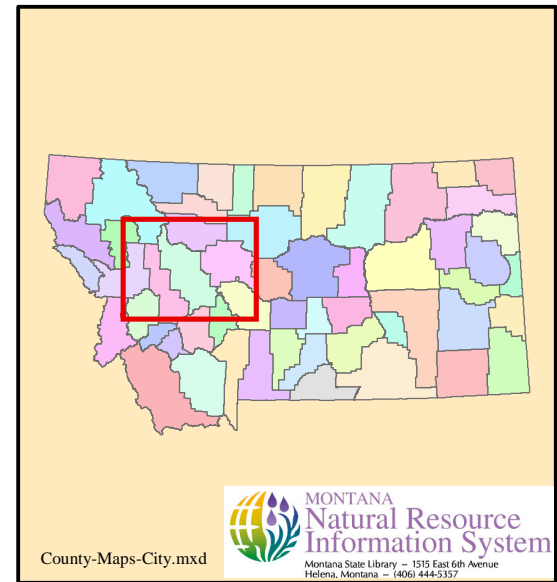 MONTANA
Natural Resource
Information System
Montana State Library – 1515 East 6th Avenue
Helena, Montana – (406) 444-5357
County-Maps-City.mxd